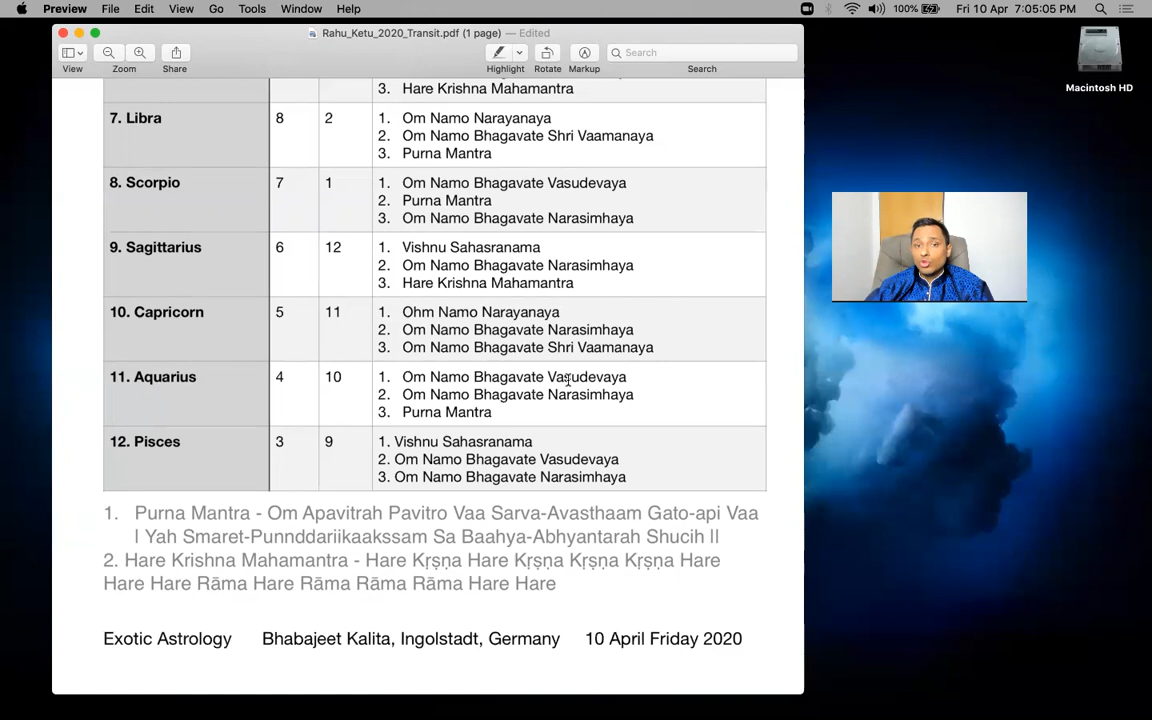 Preview File Edit View Go Tools Window Help 100% Fri 10 Apr 7:05:05 PM
Rahu_Ketu_2020_Transit.pdf (1 page) — Edited
Search
View Zoom Share Highlight Rotate Markup Search
Macintosh HD
3. Hare Krishna Mahamantra
7. Libra 8 2 1. Om Namo Narayanaya
2. Om Namo Bhagavate Shri Vaamanaya
3. Purna Mantra
8. Scorpio 7 1 1. Om Namo Bhagavate Vasudevaya
2. Purna Mantra
3. Om Namo Bhagavate Narasimhaya
9. Sagittarius 6 12 1. Vishnu Sahasranama
2. Om Namo Bhagavate Narasimhaya
3. Hare Krishna Mahamantra
10. Capricorn 5 11 1. Ohm Namo Narayanaya
2. Om Namo Bhagavate Narasimhaya
3. Om Namo Bhagavate Shri Vaamanaya
11. Aquarius 4 10 1. Om Namo Bhagavate Vasudevaya
2. Om Namo Bhagavate Narasimhaya
3. Purna Mantra
12. Pisces 3 9 1. Vishnu Sahasranama
2. Om Namo Bhagavate Vasudevaya
3. Om Namo Bhagavate Narasimhaya
1. Purna Mantra - Om Apavitrah Pavitro Vaa Sarva-Avasthaam Gato-api Vaa
| Yah Smaret-Punnddariikaakssam Sa Baahya-Abhyantarah Shucih ||
2. Hare Krishna Mahamantra - Hare Kṛṣṇa Hare Kṛṣṇa Kṛṣṇa Kṛṣṇa Hare
Hare Hare Rāma Hare Rāma Rāma Rāma Hare Hare
Exotic Astrology Bhabajeet Kalita, Ingolstadt, Germany 10 April Friday 2020